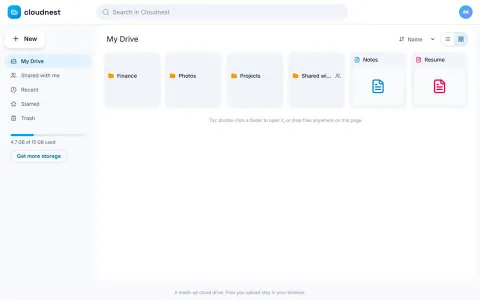 cloudnest
Search in Cloudnest
AK
New
My Drive
Shared with me
Recent
Starred
Trash
4.7 GB of 15 GB used
Get more storage
My Drive
Name
Finance
Photos
Projects
Shared wi...
Notes
Resume
Tip: double-click a folder to open it, or drop files anywhere on this page.
A made-up cloud drive. Files you upload stay in your browser.